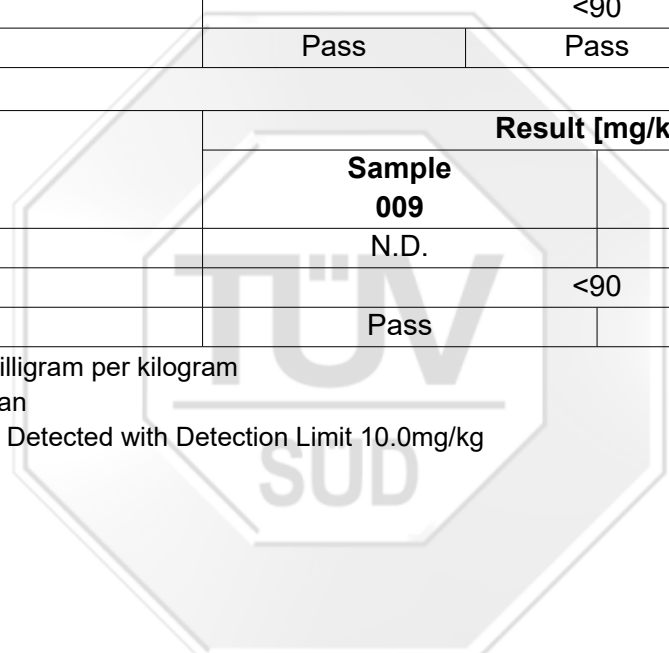 <90
Pass Pass
Result [mg/k
Sample
009
N.D.
<90
Pass
illigram per kilogram
an
Detected with Detection Limit 10.0mg/kg
TÜV
SÜD